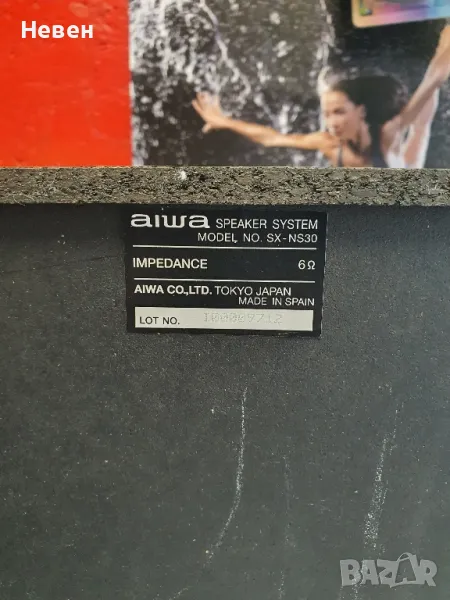 Невен
aiwa SPEAKER SYSTEM
MODEL NO. SX-NS30
IMPEDANCE 6Ω
AIWA CO.,LTD. TOKYO JAPAN
MADE IN SPAIN
LOT NO.
BAZAR